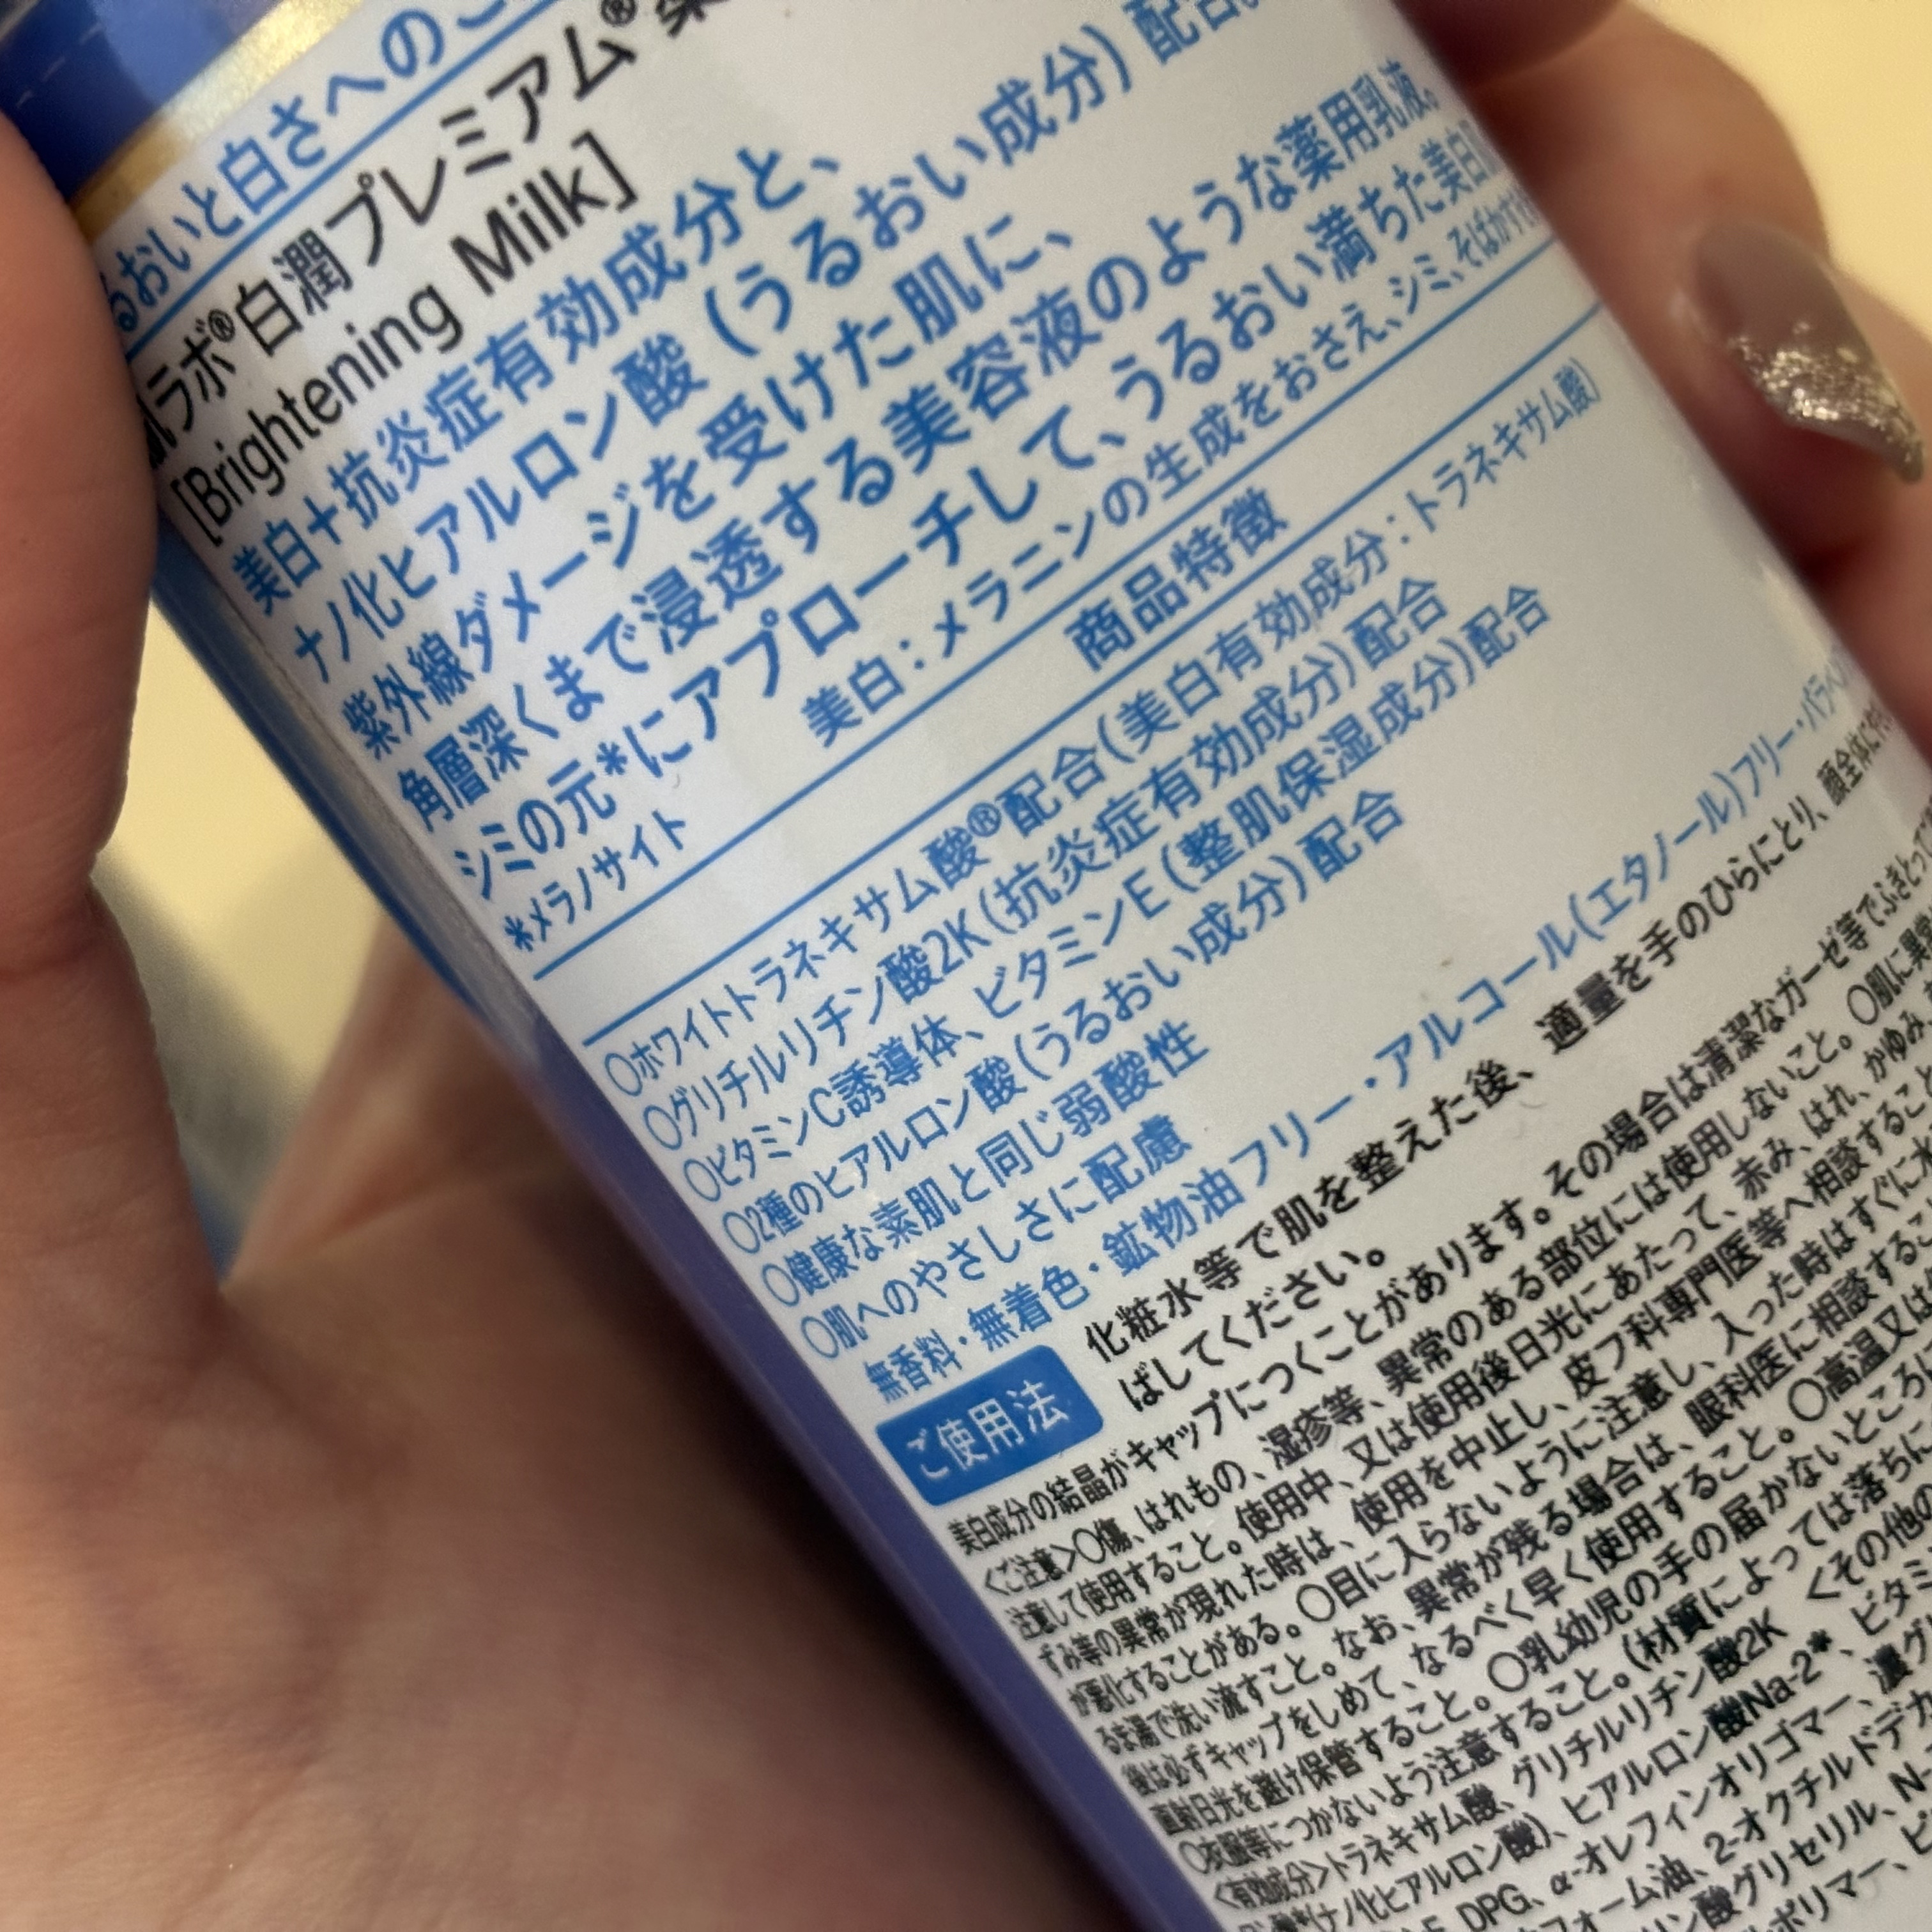 るおいと白さへのこ
肌ラボ®白潤プレミアム®薬
[Brightening Milk]
美白+抗炎症有効成分と、
ナノ化ヒアルロン酸（うるおい成分）配合。
紫外線ダメージを受けた肌に、
角層深くまで浸透する美容液のような薬用乳液。
シミの元*にアプローチして、うるおい満ちた美白
*メラノサイト
美白：メラニンの生成をおさえ、シミ、そばかす
商品特徴
○ホワイトトラネキサム酸®配合(美白有効成分：トラネキサム酸)
○グリチルリチン酸2K(抗炎症有効成分)配合
○ビタミンC誘導体、ビタミンE(整肌保湿成分)配合
○2種のヒアルロン酸(うるおい成分)配合
○健康な素肌と同じ弱酸性
○肌へのやさしさに配慮
無香料・無着色・鉱物油フリー・アルコール(エタノール)フリー・パラベン
ご使用法
化粧水等で肌を整えた後、適量を手のひらにとり、顔全体に
ばしてください。
美白成分の結晶がキャップにつくことがあります。その場合は清潔なガーゼ等でふきとって
<ご注意>○傷、はれもの、湿疹等、異常のある部位には使用しないこと。○肌に異常
注意して使用すること。使用中、又は使用後日光にあたって、赤み、はれ、かゆみ、
ずみ等の異常が現れた時は、使用を中止し、皮フ科専門医等へ相談すること
が悪化することがある。○目に入らないように注意し、入った時はすぐに水
るま湯で洗い流すこと。なお、異常が残る場合は、眼科医に相談するこ
後は必ずキャップをしめて、なるべく早く使用すること。○高温又は
直射日光を避け保管すること。○乳幼児の手の届かないところに
○衣服等につかないよう注意すること。(材質によっては落ちに
<有効成分>トラネキサム酸、グリチルリチン酸2K <その他の
(ナノ化ヒアルロン酸)、ヒアルロン酸Na-2*、ビタミ
DPG、α-オレフィンオリゴマー、濃グ
フォーム油、2-オクチルドデカ
ン酸グリセリル、N-
ポリマー、ビ